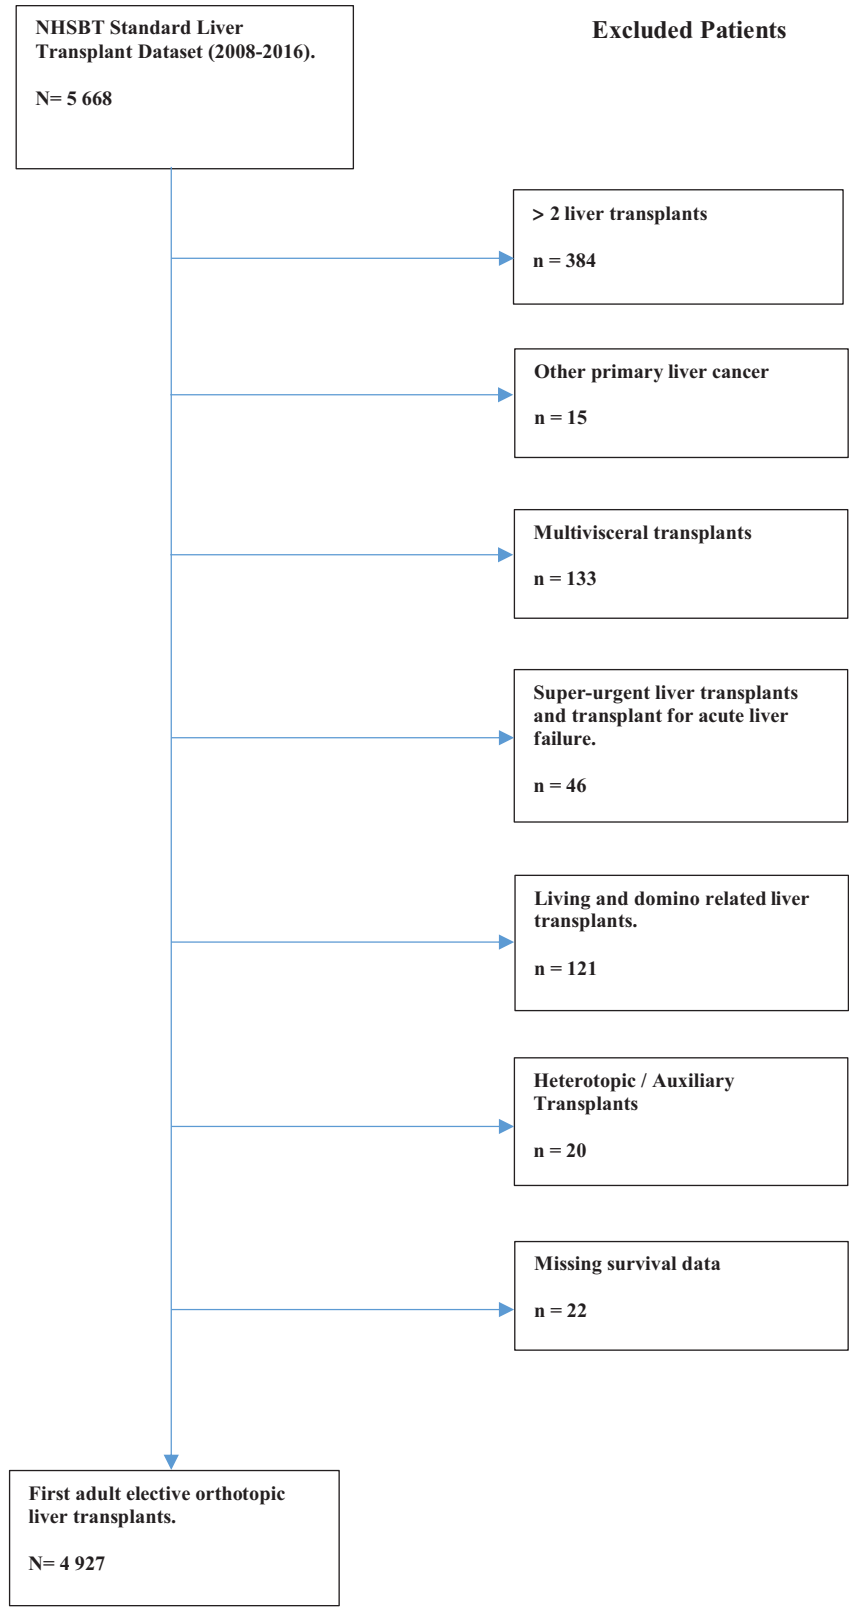 NHSBT Standard Liver
Transplant Dataset (2008-2016).
N= 5 668
Excluded Patients
> 2 liver transplants
n = 384
Other primary liver cancer
n = 15
Multivisceral transplants
n = 133
Super-urgent liver transplants
and transplant for acute liver
failure.
n = 46
Living and domino related liver
transplants.
n = 121
Heterotopic / Auxiliary
Transplants
n = 20
Missing survival data
n = 22
First adult elective orthotopic
liver transplants.
N= 4 927